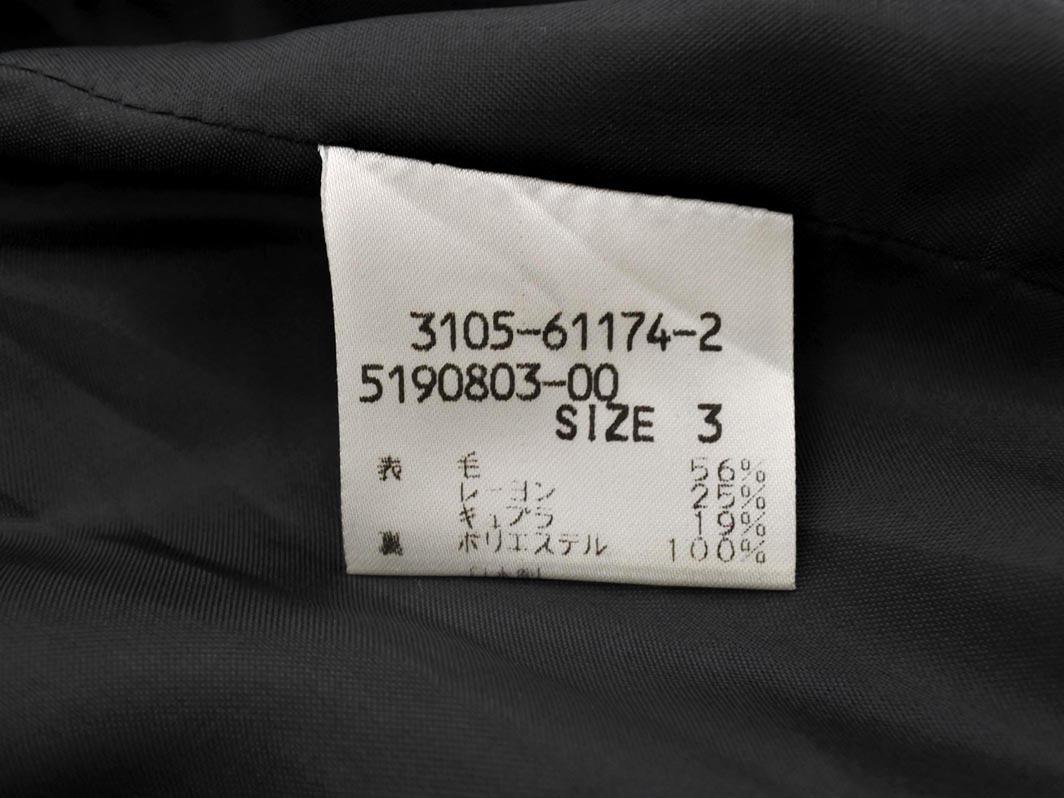 3105-61174-2
5190803-00
SIZE 3
表 毛 56%
レーヨン 25%
キュプラ 19%
裏 ポリエステル 100%